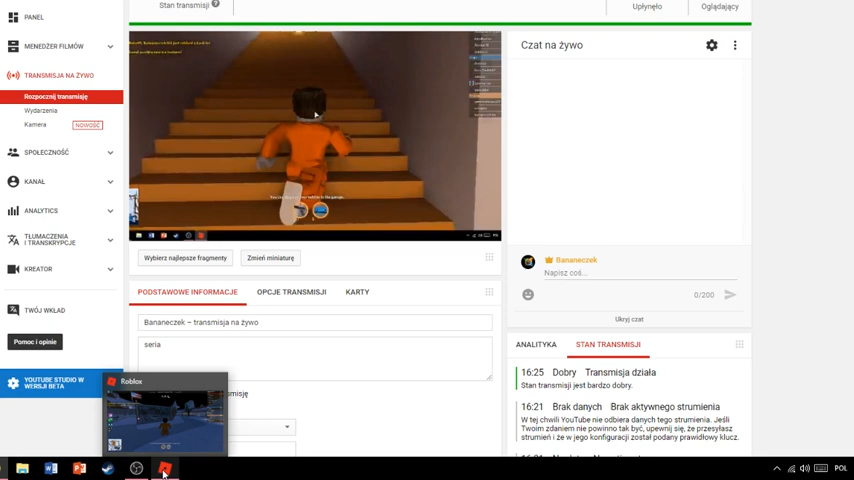 Stan transmisji ?
Upłynęło
Oglądający
PANEL
MENEDŻER FILMÓW
TRANSMISJA NA ŻYWO
Rozpocznij transmisję
Wydarzenia
Kamera NOWOŚĆ
SPOŁECZNOŚĆ
KANAŁ
ANALYTICS
TŁUMACZENIA
I TRANSKRYPCJE
KREATOR
TWÓJ WKŁAD
Pomoc i opinie
YOUTUBE STUDIO W
WERSJI BETA
Wybierz najlepsze fragmenty
Zmień miniaturę
PODSTAWOWE INFORMACJE
OPCJE TRANSMISJI
KARTY
Bananeczek – transmisja na żywo
seria
Roblox
Czat na żywo
Bananeczek
Napisz coś...
0/200
Ukryj czat
ANALITYKA
STAN TRANSMISJI
16:25 Dobry Transmisja działa
Stan transmisji jest bardzo dobry.
16:21 Brak danych Brak aktywnego strumienia
W tej chwili YouTube nie odbiera danych tego strumienia. Jeśli
Twoim zdaniem nie powinno tak być, upewnij się, że przesyłasz
strumień i że w jego konfiguracji został podany prawidłowy klucz.
POL